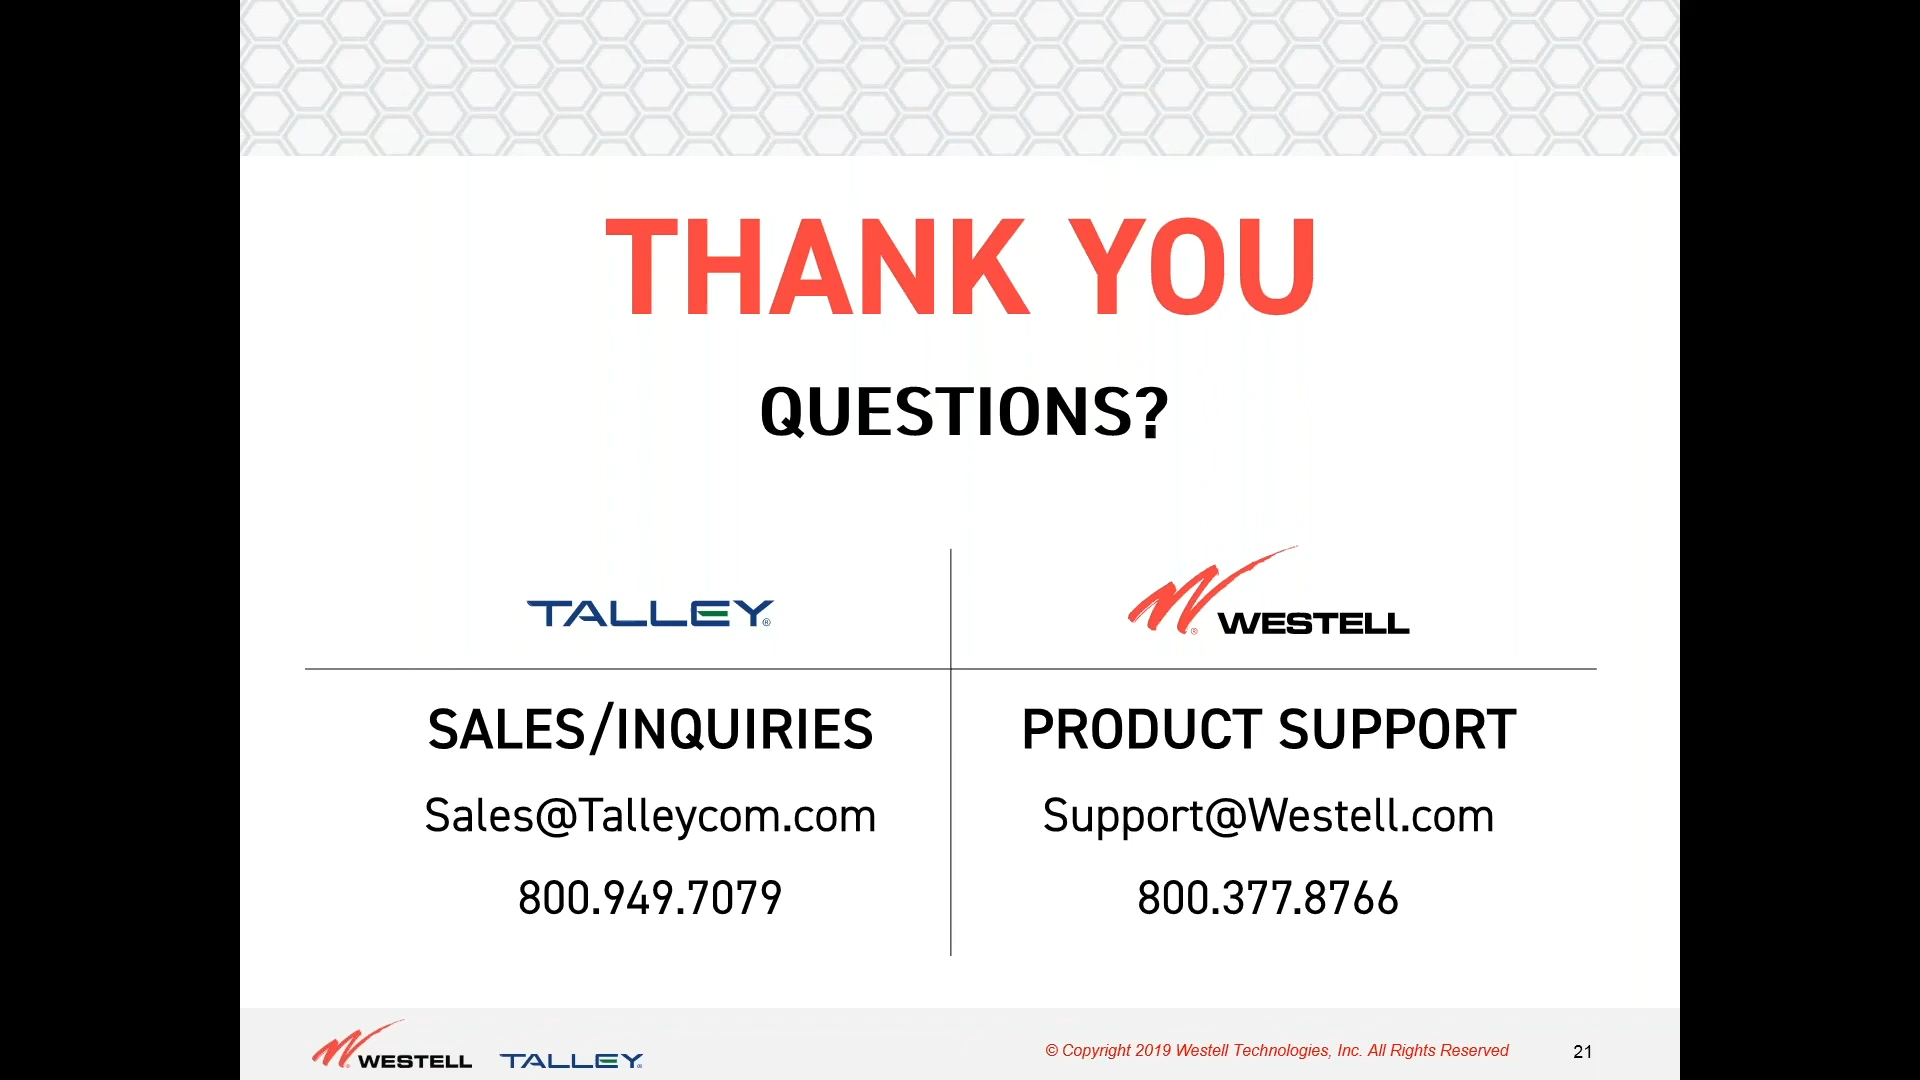 THANK YOU
QUESTIONS?
TALLEY®
WESTELL®
SALES/INQUIRIES
Sales@Talleycom.com
800.949.7079
PRODUCT SUPPORT
Support@Westell.com
800.377.8766
WESTELL® TALLEY®
© Copyright 2019 Westell Technologies, Inc. All Rights Reserved
21